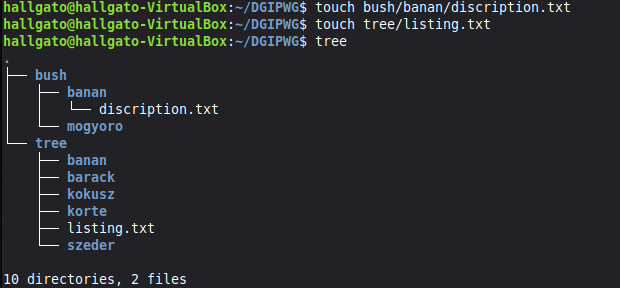 hallgato@hallgato-VirtualBox:~/DGIPWG$ touch bush/banan/discription.txt
hallgato@hallgato-VirtualBox:~/DGIPWG$ touch tree/listing.txt
hallgato@hallgato-VirtualBox:~/DGIPWG$ tree
.
├── bush
│   ├── banan
│   │   └── discription.txt
│   └── mogyoro
└── tree
    ├── banan
    ├── barack
    ├── kokusz
    ├── korte
    ├── listing.txt
    └── szeder

10 directories, 2 files